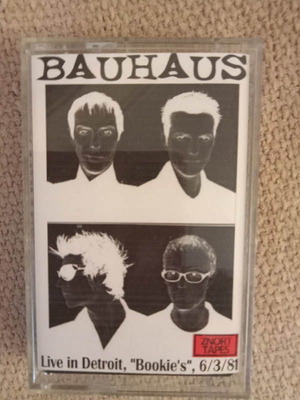 BAUHAUS
ZNORT
TAPES
Live in Detroit, "Bookie's", 6/3/81